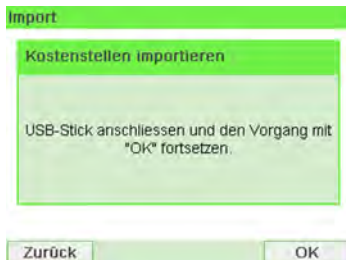 Import
Kostenstellen importieren
USB-Stick anschliessen und den Vorgang mit
"OK" fortsetzen.
Zurück
OK